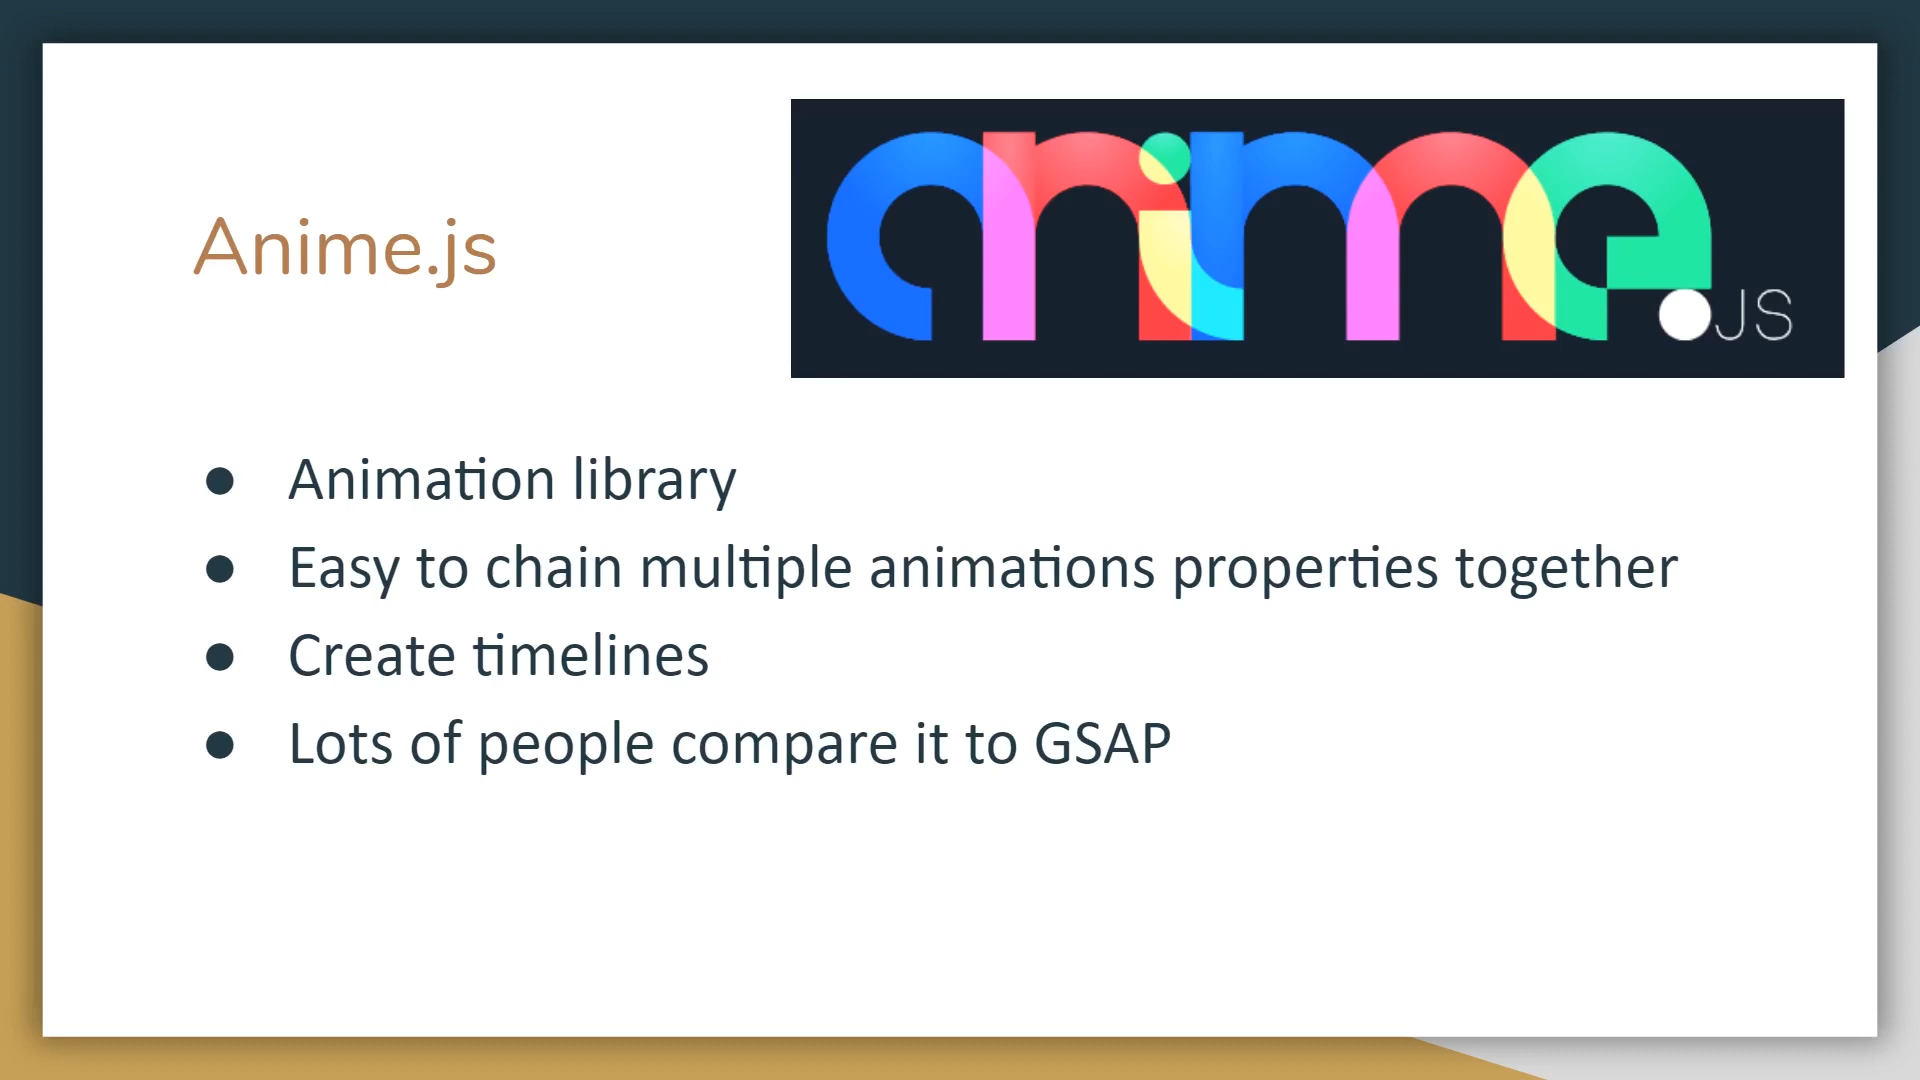 anime.JS
Anime.js
● Animation library
● Easy to chain multiple animations properties together
● Create timelines
● Lots of people compare it to GSAP